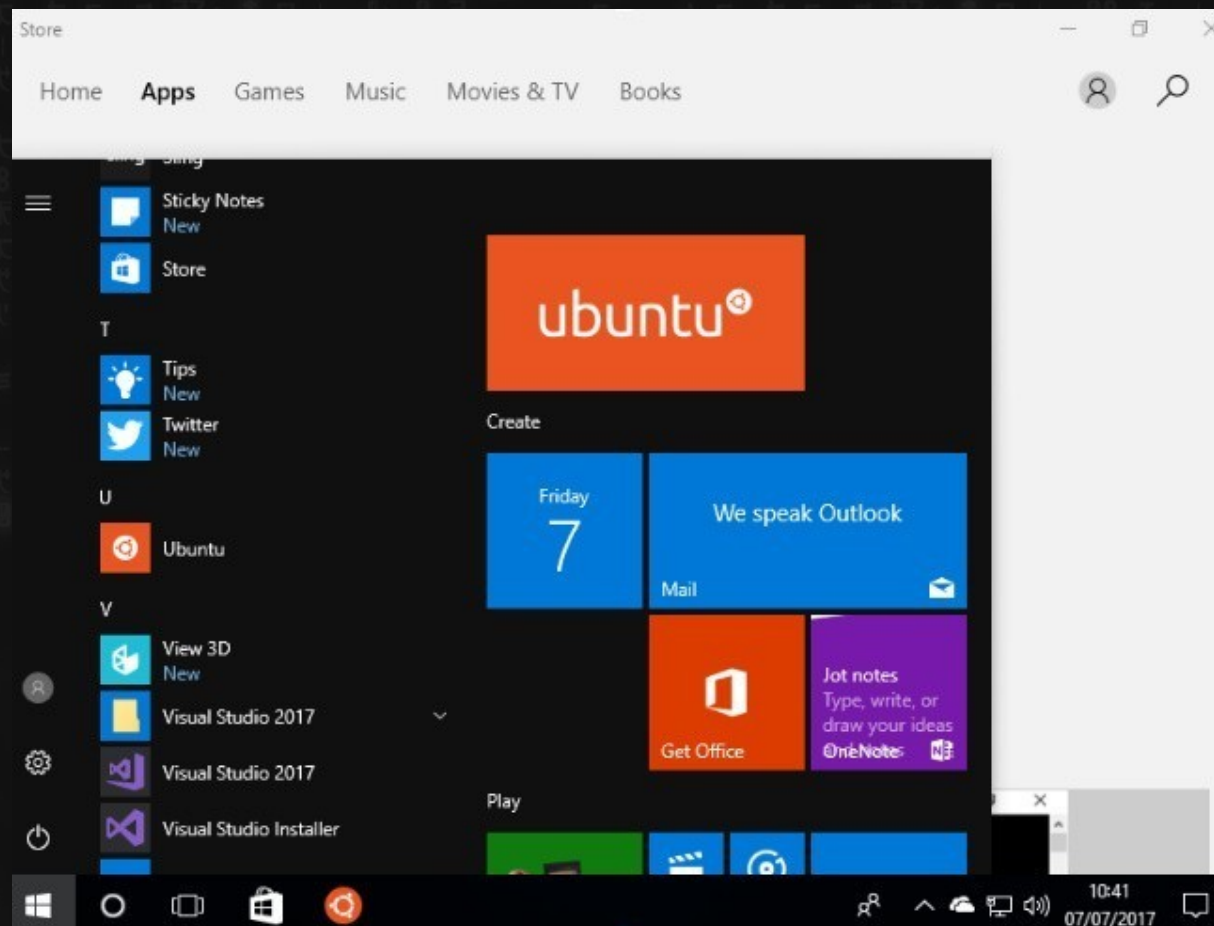 Store
Home Apps Games Music Movies & TV Books
Sling
Sticky Notes
New
Store
T
Tips
New
Twitter
New
U
Ubuntu
V
View 3D
New
Visual Studio 2017
Visual Studio 2017
Visual Studio Installer
ubuntu
Create
Friday
7
We speak Outlook
Mail
Get Office
Jot notes
Type, write, or
draw your ideas
OneNote
Play
10:41
07/07/2017